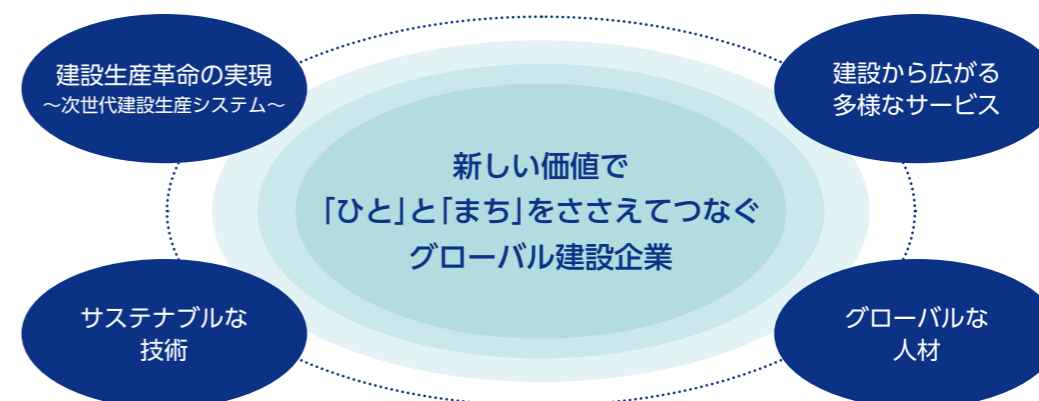 建設生産革命の実現
～次世代建設生産システム～
建設から広がる
多様なサービス
新しい価値で
「ひと」と「まち」をささえてつなぐ
グローバル建設企業
サステナブルな
技術
グローバルな
人材